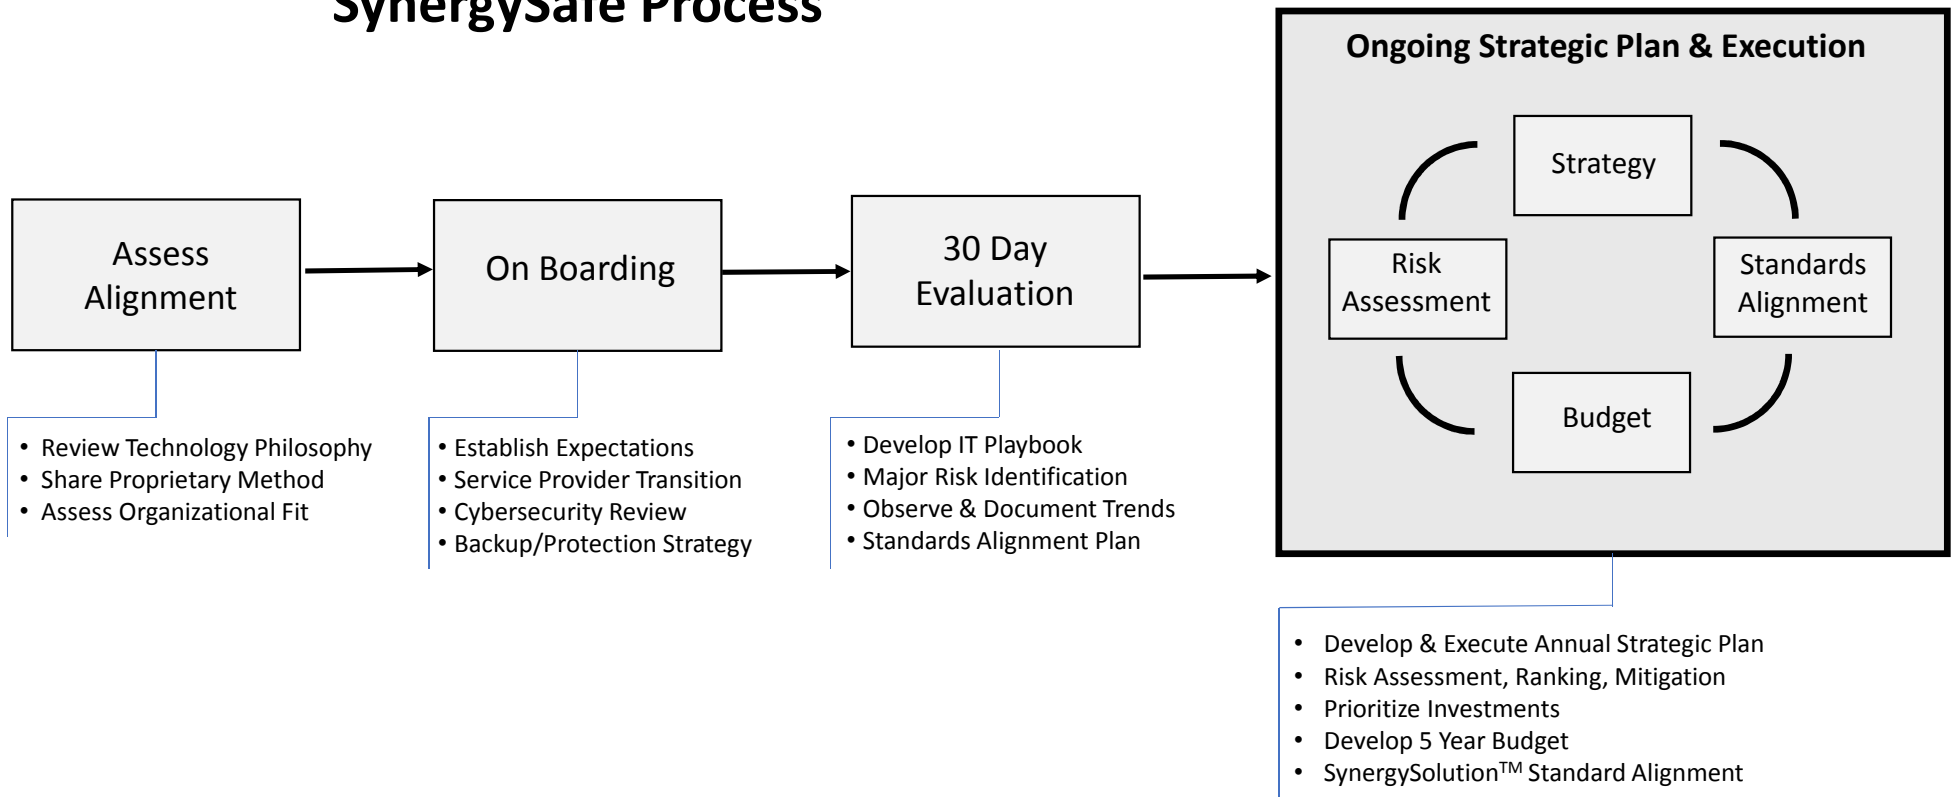 SynergySafe Process
Ongoing Strategic Plan & Execution
Strategy
Risk
Assessment
Standards
Alignment
Budget
Assess
Alignment
On Boarding
30 Day
Evaluation
• Review Technology Philosophy
• Share Proprietary Method
• Assess Organizational Fit
• Establish Expectations
• Service Provider Transition
• Cybersecurity Review
• Backup/Protection Strategy
• Develop IT Playbook
• Major Risk Identification
• Observe & Document Trends
• Standards Alignment Plan
• Develop & Execute Annual Strategic Plan
• Risk Assessment, Ranking, Mitigation
• Prioritize Investments
• Develop 5 Year Budget
• SynergySolution™ Standard Alignment